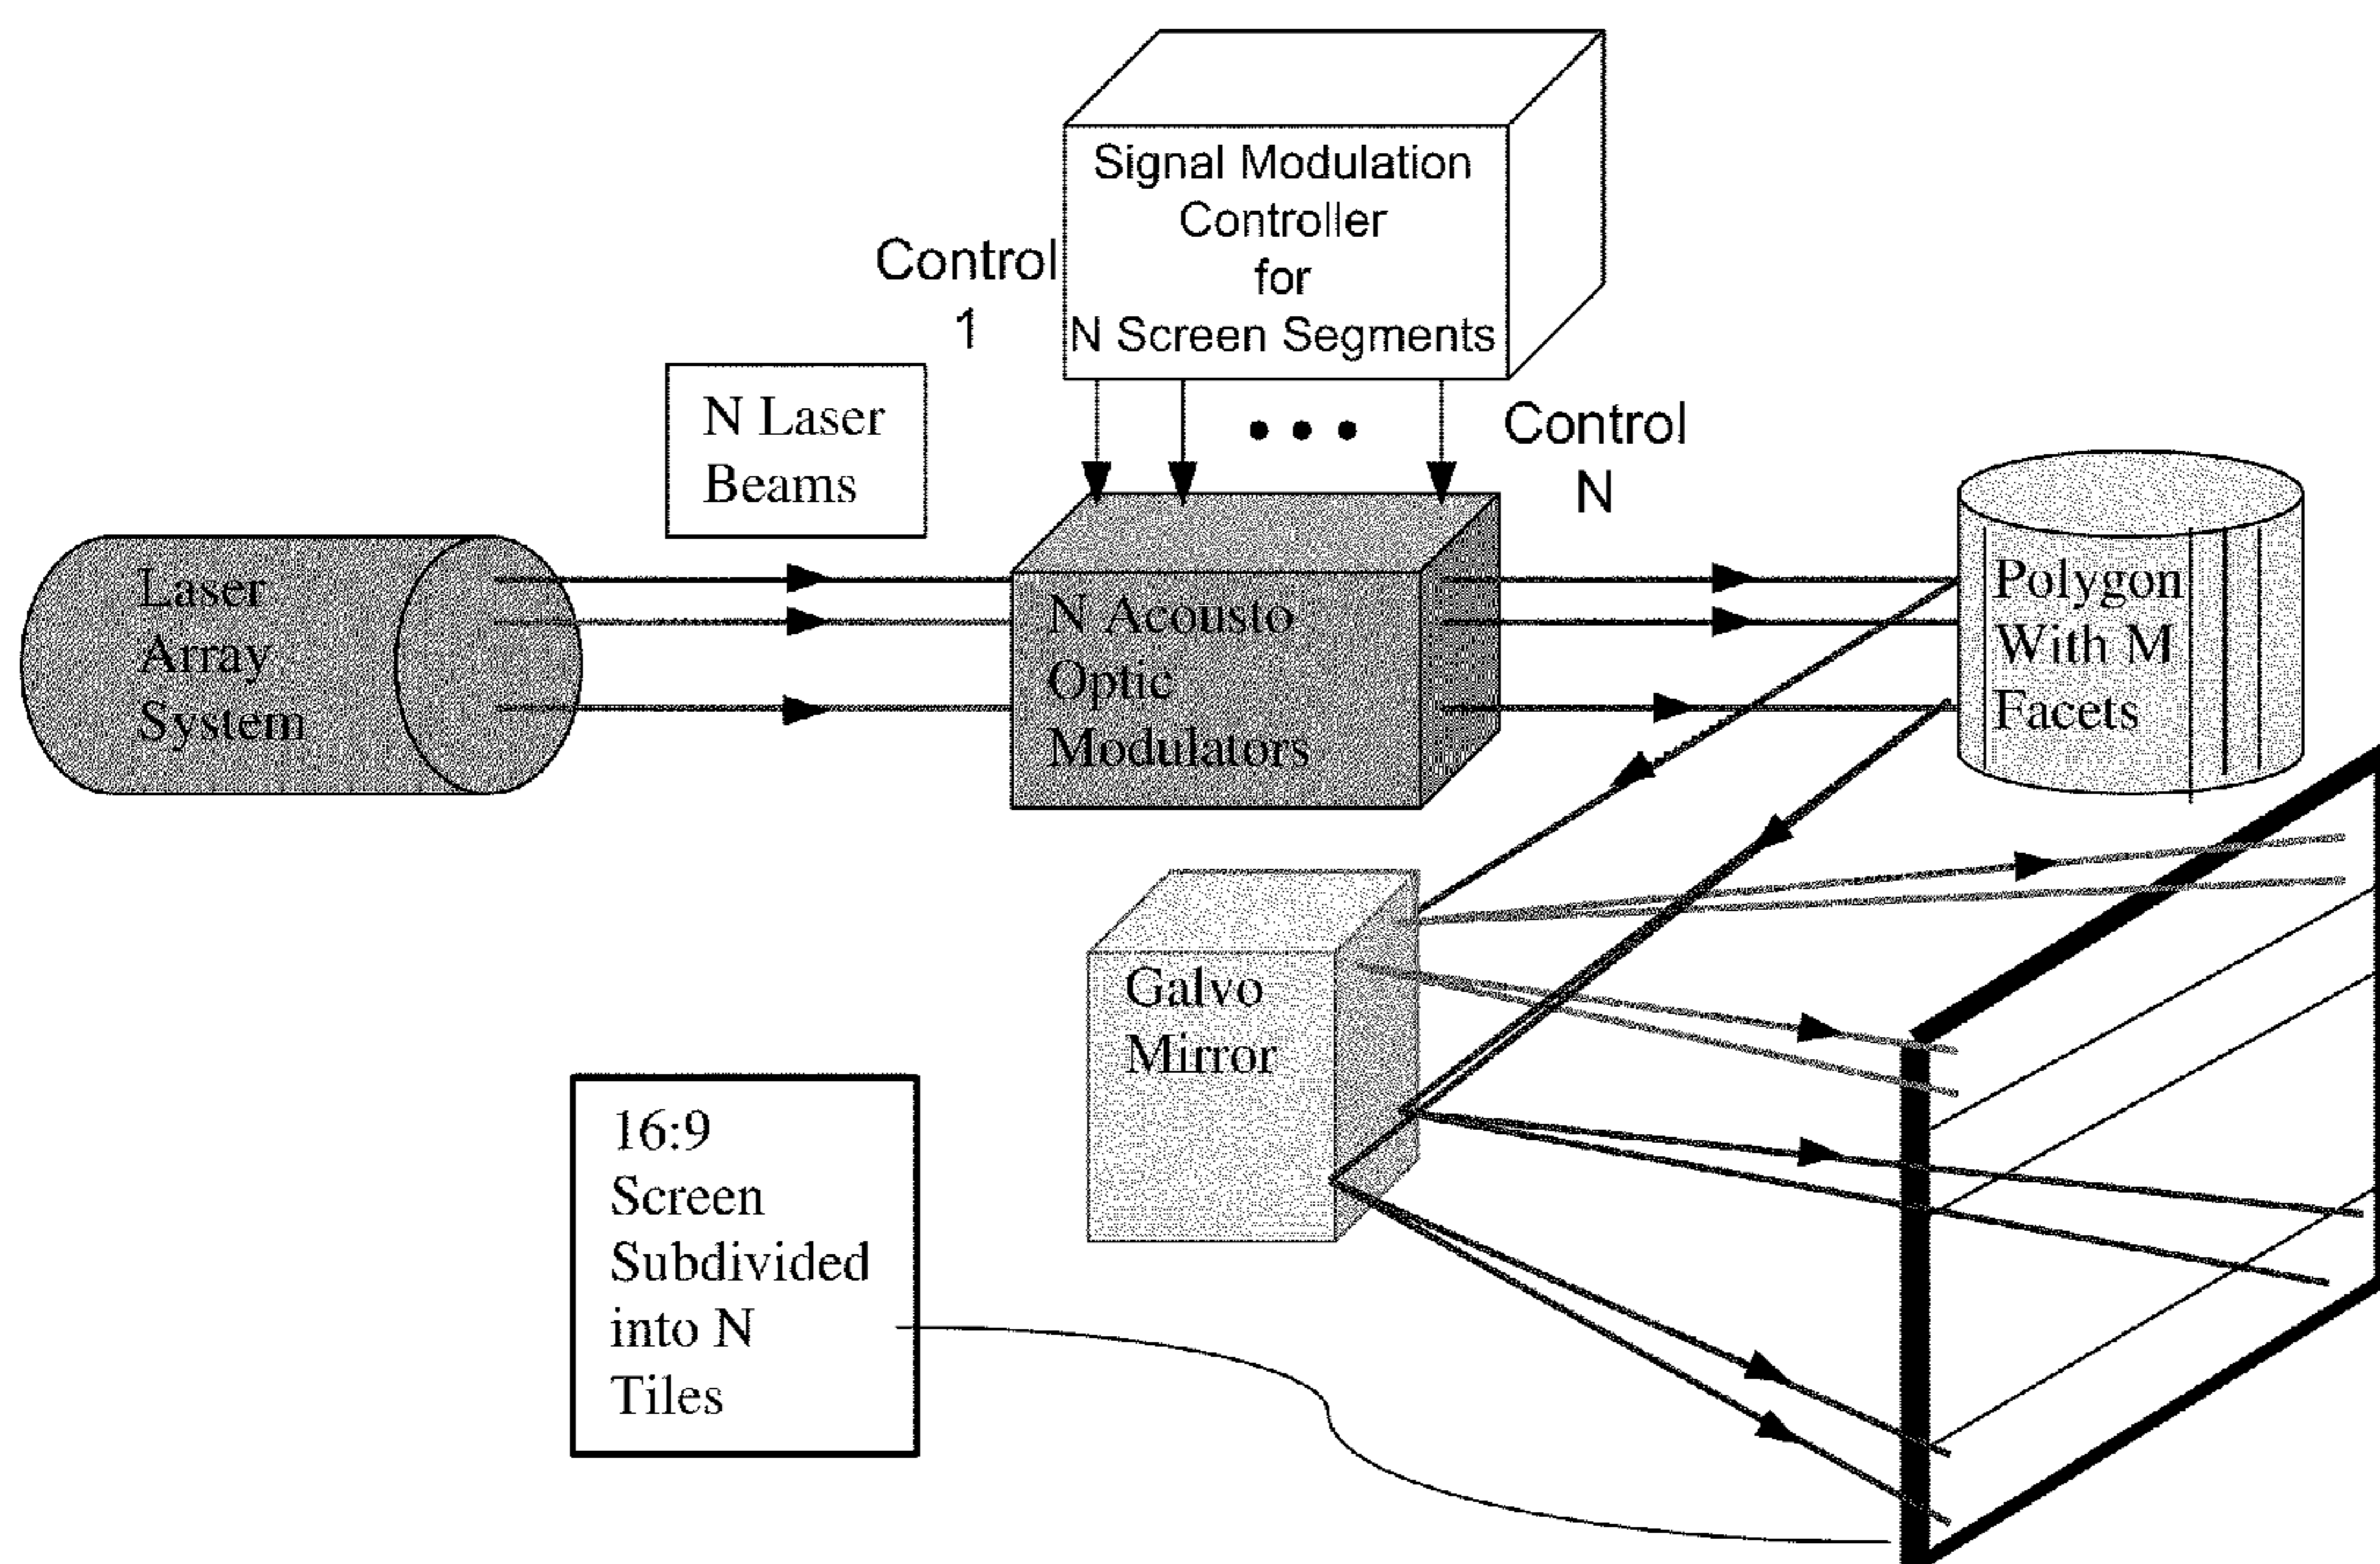 Signal Modulation
Controller
for
N Screen Segments
Control
1
N Laser
Beams
Control
N
Laser
Array
System
N Acousto
Optic
Modulators
Polygon
With M
Facets
Galvo
Mirror
16:9
Screen
Subdivided
into N
Tiles